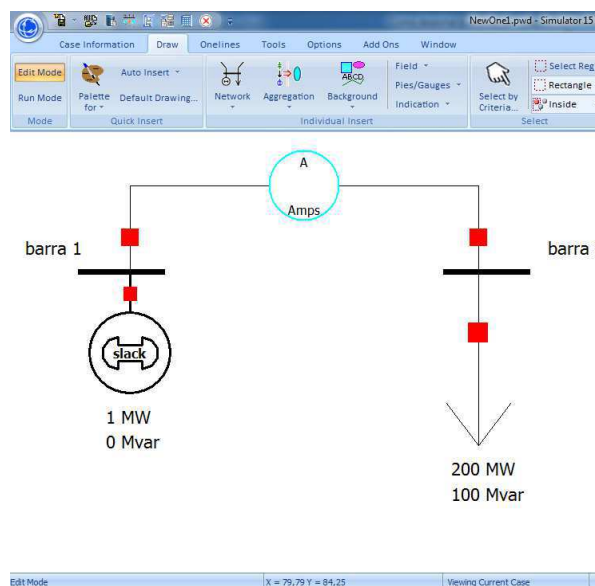 NewOne1.pwd - Simulator 15
Case Information Draw Onelines Tools Options Add Ons Window
Edit Mode
Run Mode
Mode
Palette for
Auto Insert
Default Drawing...
Quick Insert
Network
Aggregation
ABCD
Background
Field
Pies/Gauges
Indication
Individual Insert
Select by Criteria...
Select Reg
Rectangle
Inside
Select
A
Amps
barra 1
barra
slack
1 MW
0 Mvar
200 MW
100 Mvar
Edit Mode
X = 79,79 Y = 84,25
Viewing Current Case